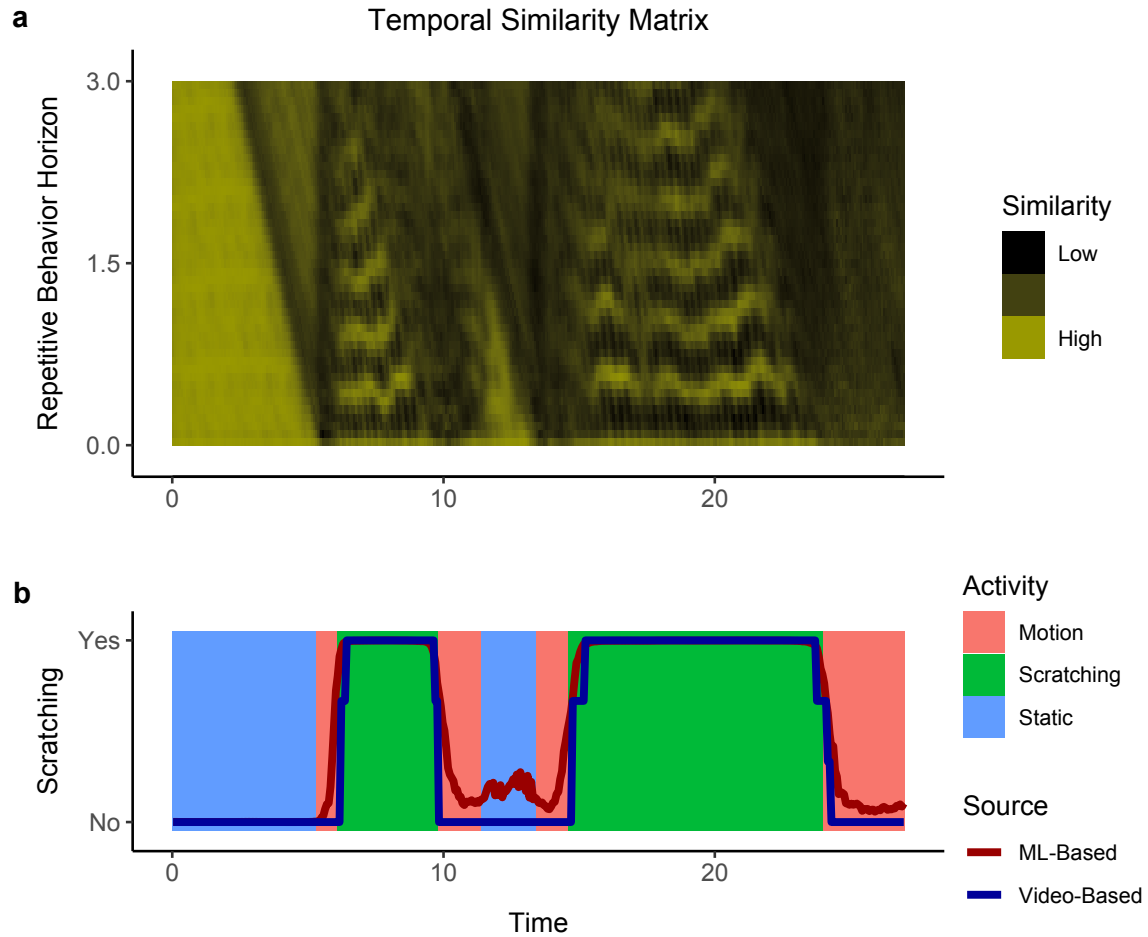 a
Temporal Similarity Matrix
Repetitive Behavior Horizon
3.0
1.5
0.0
0
10
20
Similarity
Low
High
b
Scratching
Yes
No
0
10
20
Time
Activity
Motion
Scratching
Static
Source
ML-Based
Video-Based